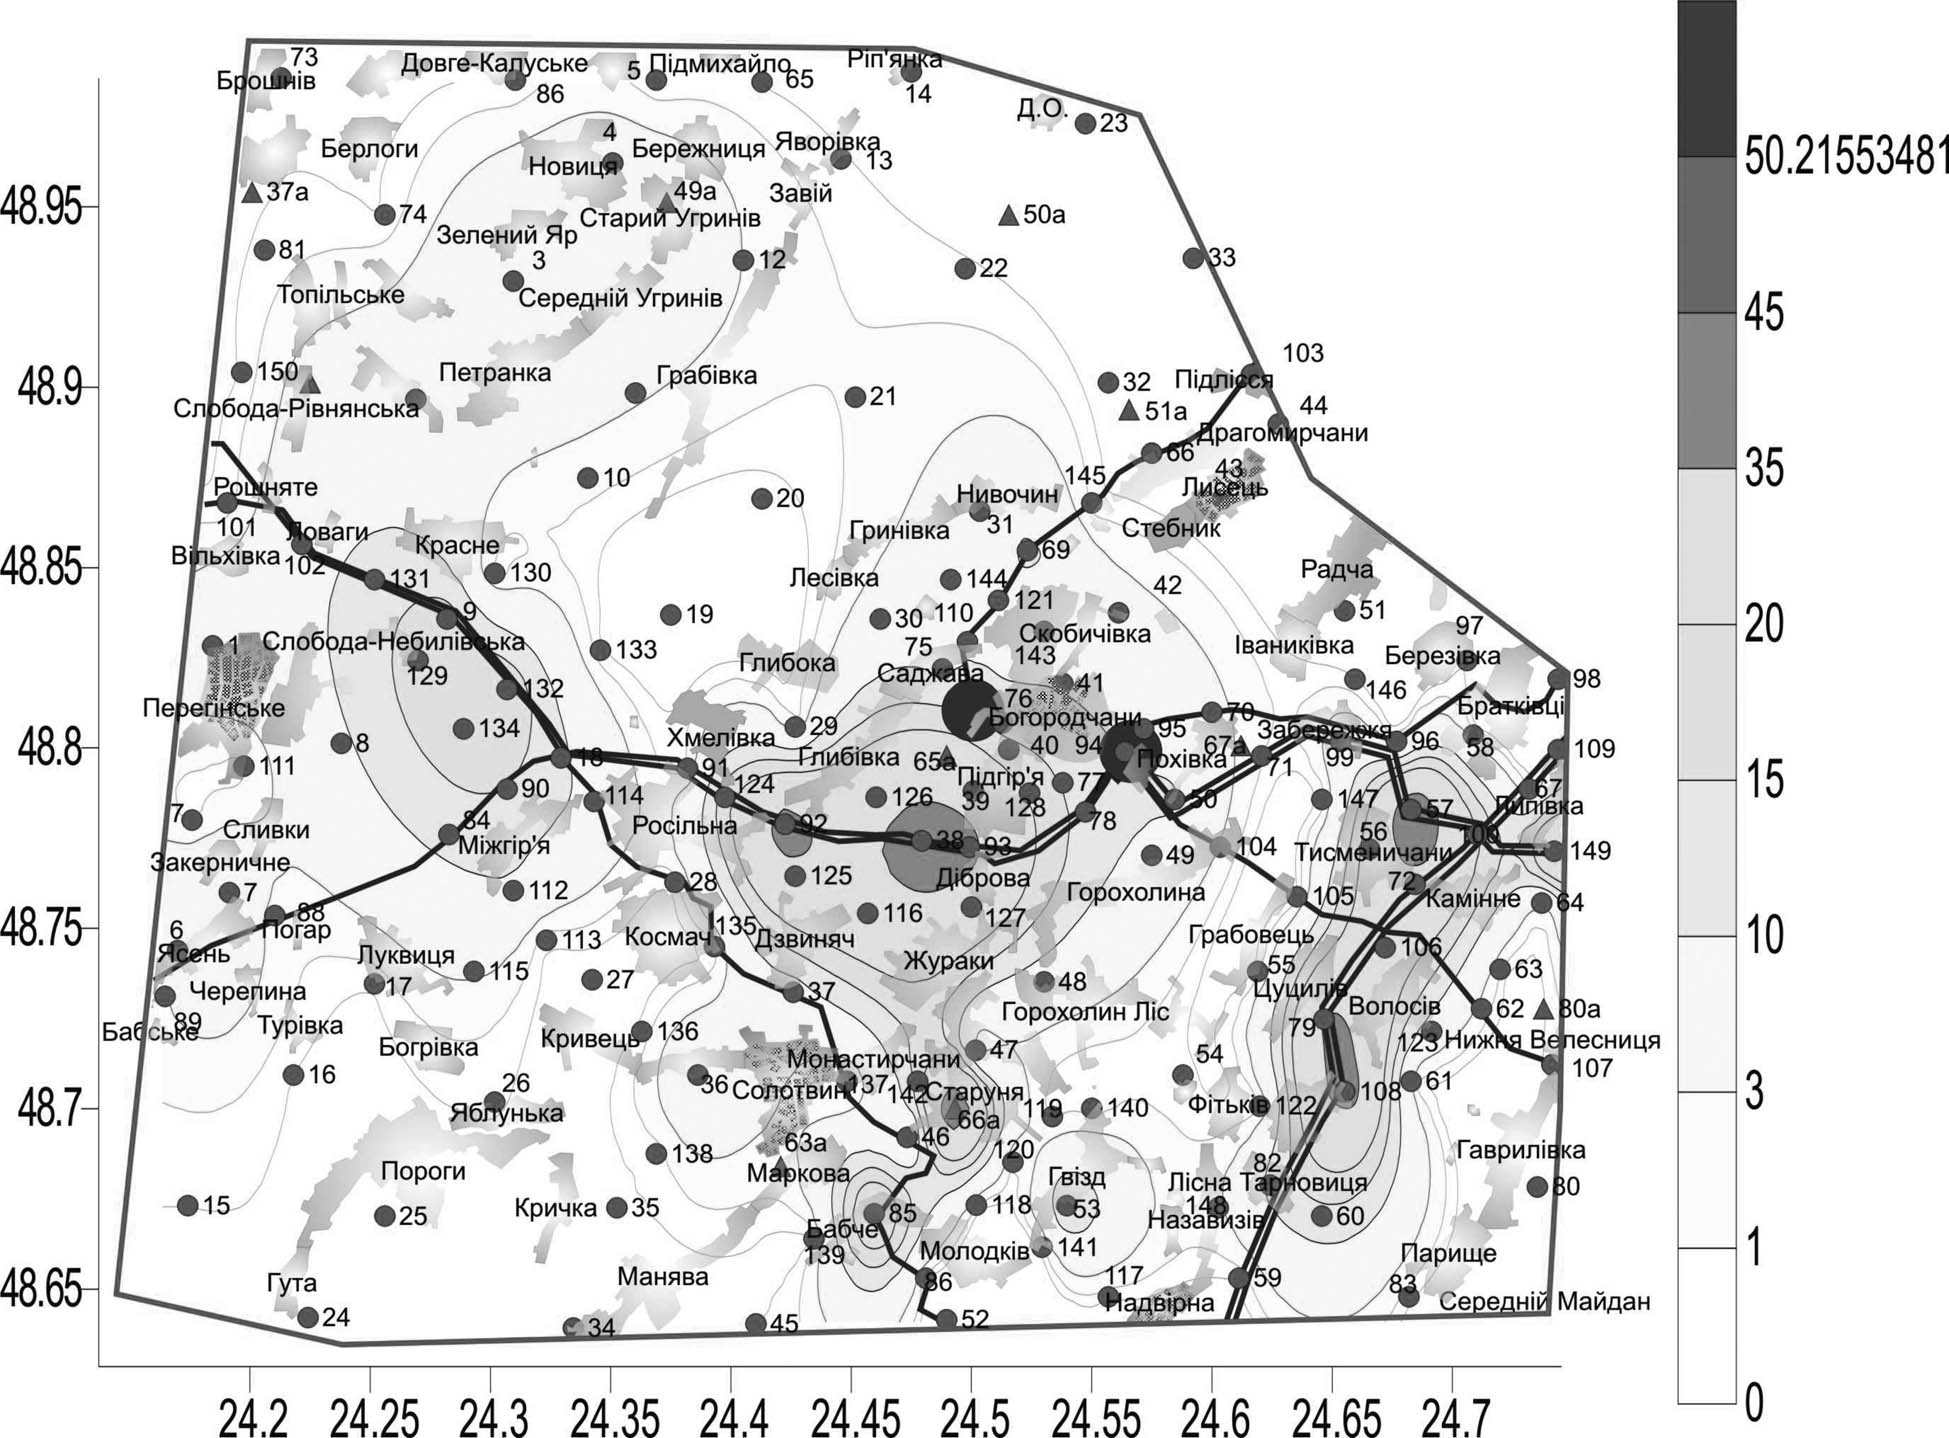 73
Брошнів
Довге-Калуське
86
5
Підмихайло
65
Ріп'янка
14
Д.О.
23
Берлоги
4
Новиця
Бережниця
Яворівка
13
37а
74
49а
Старий Угринів
Завій
50а
48.95
81
Зелений Яр
3
Середній Угринів
12
22
33
Топільське
150
Петранка
Грабівка
21
32
Підлісся
103
48.9
Слобода-Рівнянська
51а
44
Драгомирчани
66
Рошняте
101
10
20
Нивочин
31
145
43
Лисець
Ловаги
Гринівка
Стебник
Вільхівка
102
Красне
69
48.85
131
130
Лесівка
144
42
Радча
9
19
30
110
121
51
1
Слобода-Небилівська
129
133
Глибока
75
Саджава
Скобичівка
143
Іваниківка
97
Березівка
132
41
146
98
Перегінське
134
29
76
Богородчани
70
Братківці
8
Хмелівка
95
Забережжя
96
58
109
48.8
111
18
91
Глибівка
65а
40
94
Похівка
67а
71
99
90
114
124
126
Підгір'я
39
128
77
50
147
57
67
Липівка
7
Сливки
84
Міжгір'я
Росільна
92
38
93
78
56
Тисменичани
100
149
Закерничне
7
112
28
125
Діброва
49
104
72
Камінне
88
Погар
116
127
Горохолина
105
64
48.75
6
Ясень
113
Космач
135
Дзвиняч
Грабовець
106
Луквиця
17
115
27
Жураки
48
55
Цуцилів
63
Черепина
89
Бабське
Турівка
37
Горохолин Ліс
Волосів
62
80а
Богрівка
Кривець
136
47
79
123
Нижня Велесниця
16
26
Яблунька
36
Монастирчани
Солотвин
137
142
Старуня
54
61
107
48.7
66а
119
140
Фітьків
122
108
63а
46
Пороги
138
Маркова
120
Гвізд
53
82
Гаврилівка
15
25
Кричка
35
118
Лісна Тарновиця
148
60
80
85
Бабче
139
Назавизів
141
Молодків
Парище
48.65
Гута
24
Манява
86
117
Надвірна
59
83
Середній Майдан
34
45
52
24.2
24.25
24.3
24.35
24.4
24.45
24.5
24.55
24.6
24.65
24.7
50.21553481
45
35
20
15
10
3
1
0